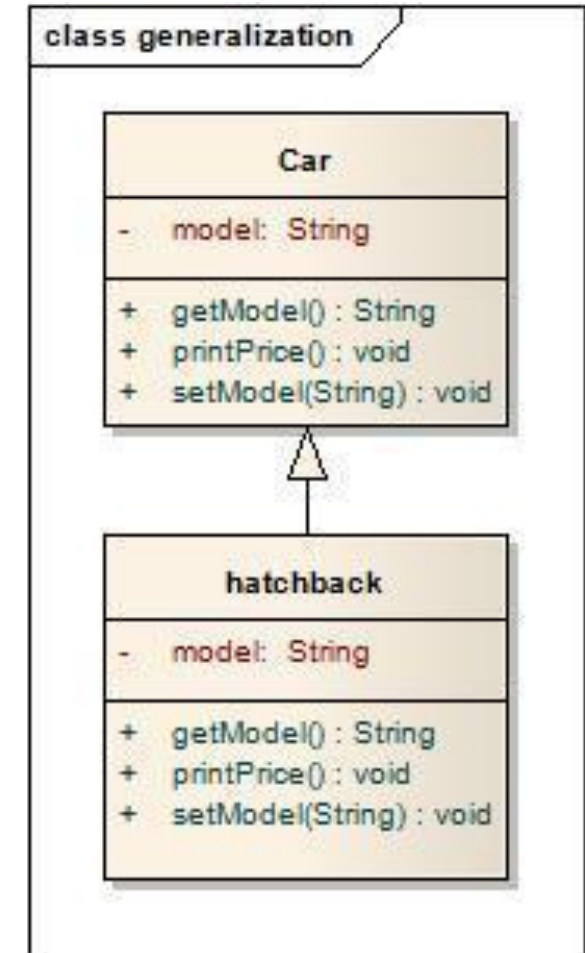 class generalization
Car
- model: String
+ getModel() : String
+ printPrice() : void
+ setModel(String) : void
hatchback
- model: String
+ getModel() : String
+ printPrice() : void
+ setModel(String) : void